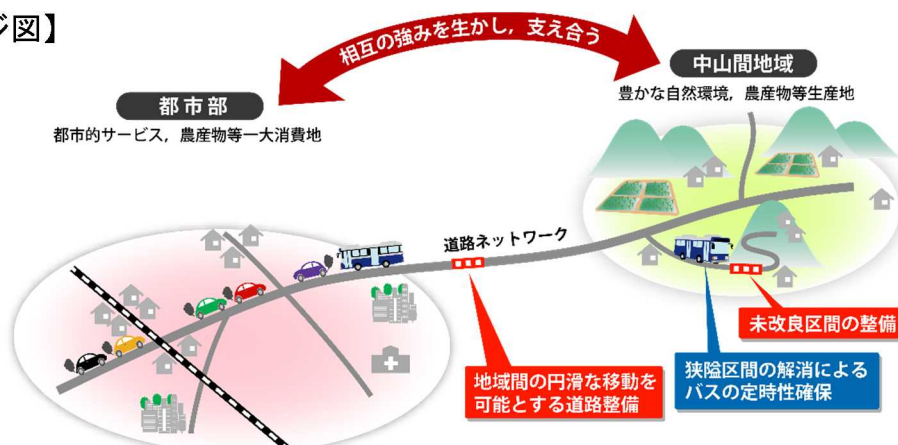 ジ図】
相互の強みを生かし，支え合う
都市部
都市的サービス，農産物等一大消費地
中山間地域
豊かな自然環境，農産物等生産地
道路ネットワーク
地域間の円滑な移動を
可能とする道路整備
未改良区間の整備
狭隘区間の解消による
バスの定時性確保